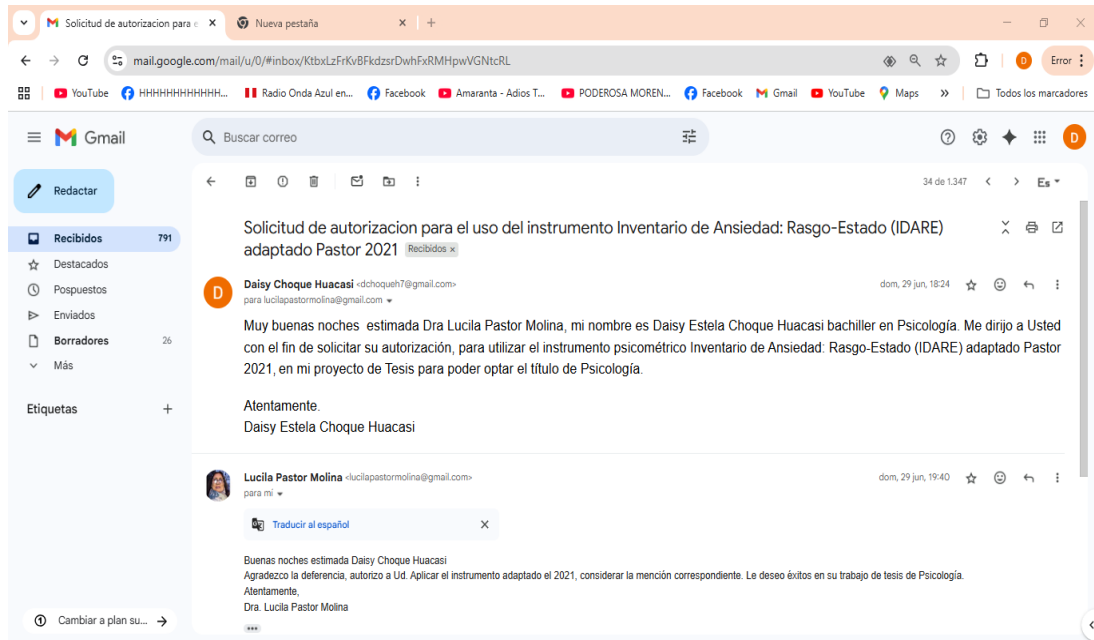 Solicitud de autorizacion para e
Nueva pestaña
mail.google.com/mail/u/0/#inbox/KtbxLzFrKvBFkdzsrDwhFxRMHpwVGNtcRL
Error
YouTube HHHHHHHHHHHH... Radio Onda Azul en... Facebook Amaranta - Adios T... PODEROSA MOREN... Facebook Gmail YouTube Maps » Todos los marcadores
Gmail
Buscar correo
D
Redactar
34 de 1.347
Es
Recibidos 791
Destacados
Pospuestos
Enviados
Borradores 26
Más
Etiquetas +
Cambiar a plan su... →
Solicitud de autorizacion para el uso del instrumento Inventario de Ansiedad: Rasgo-Estado (IDARE)
adaptado Pastor 2021 Recibidos ×
D
Daisy Choque Huacasi <dchoqueh7@gmail.com> dom, 29 jun, 18:24
para lucilapastormolina@gmail.com
Muy buenas noches estimada Dra Lucila Pastor Molina, mi nombre es Daisy Estela Choque Huacasi bachiller en Psicología. Me dirijo a Usted
con el fin de solicitar su autorización, para utilizar el instrumento psicométrico Inventario de Ansiedad: Rasgo-Estado (IDARE) adaptado Pastor
2021, en mi proyecto de Tesis para poder optar el título de Psicología.
Atentamente.
Daisy Estela Choque Huacasi
Lucila Pastor Molina <lucilapastormolina@gmail.com> dom, 29 jun, 19:40
para mi
Traducir al español
Buenas noches estimada Daisy Choque Huacasi
Agradezco la deferencia, autorizo a Ud. Aplicar el instrumento adaptado el 2021, considerar la mención correspondiente. Le deseo éxitos en su trabajo de tesis de Psicología.
Atentamente,
Dra. Lucila Pastor Molina